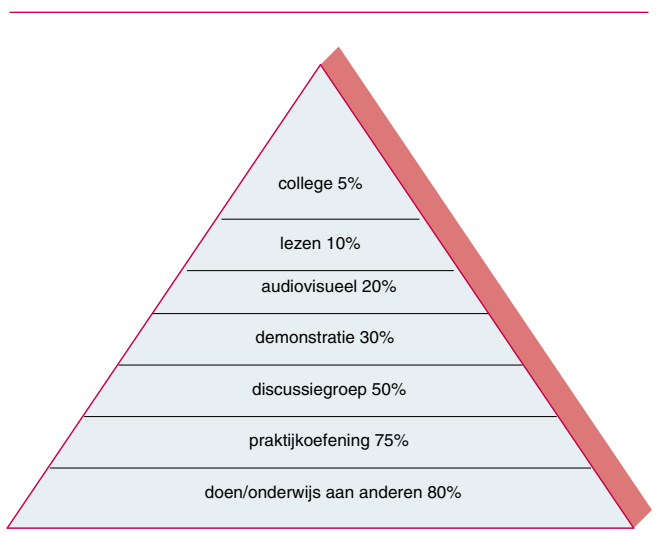 college 5%
lezen 10%
audiovisueel 20%
demonstratie 30%
discussiegroep 50%
praktijkoefening 75%
doen/onderwijs aan anderen 80%